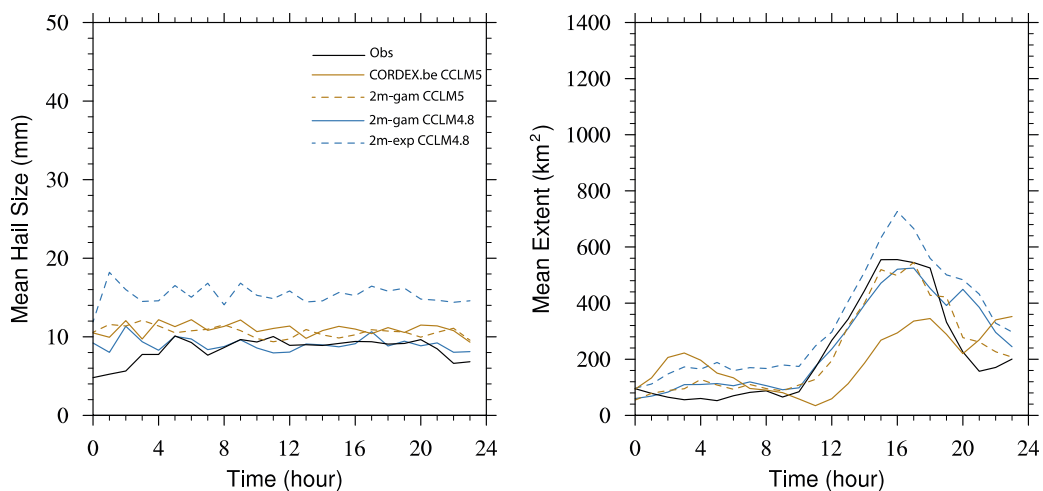 50
40
30
20
10
0
Mean Hail Size (mm)
Obs
CORDEX.be CCLM5
2m-gam CCLM5
2m-gam CCLM4.8
2m-exp CCLM4.8
0 4 8 12 16 20 24
Time (hour)
1400
1200
1000
800
600
400
200
0
Mean Extent (km²)
0 4 8 12 16 20 24
Time (hour)